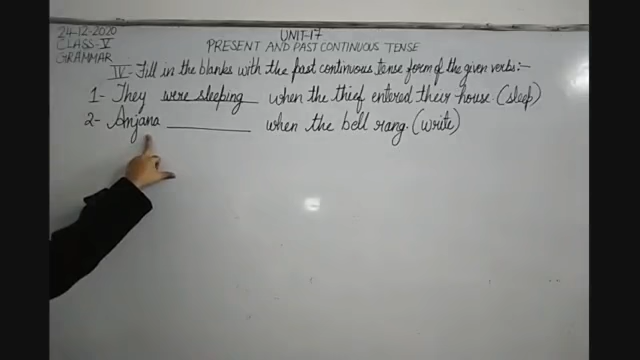 24-12-2020
CLASS-V
GRAMMAR
UNIT-17
PRESENT AND PAST CONTINUOUS TENSE
IV- Fill in the blanks with the past continuous tense form of the given verbs:-
1- They were sleeping when the thief entered their house. (sleep)
2- Anjana __________ when the bell rang. (write)